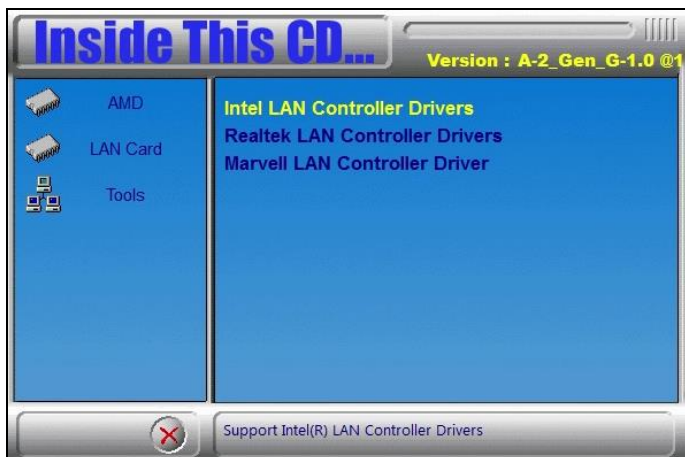 Inside This CD...
Version : A-2_Gen_G-1.0 @1
AMD
LAN Card
Tools
Intel LAN Controller Drivers
Realtek LAN Controller Drivers
Marvell LAN Controller Driver
Support Intel(R) LAN Controller Drivers